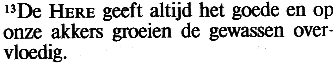 ¹³De HERE geeft altijd het goede en op
onze akkers groeien de gewassen over-
vloedig.